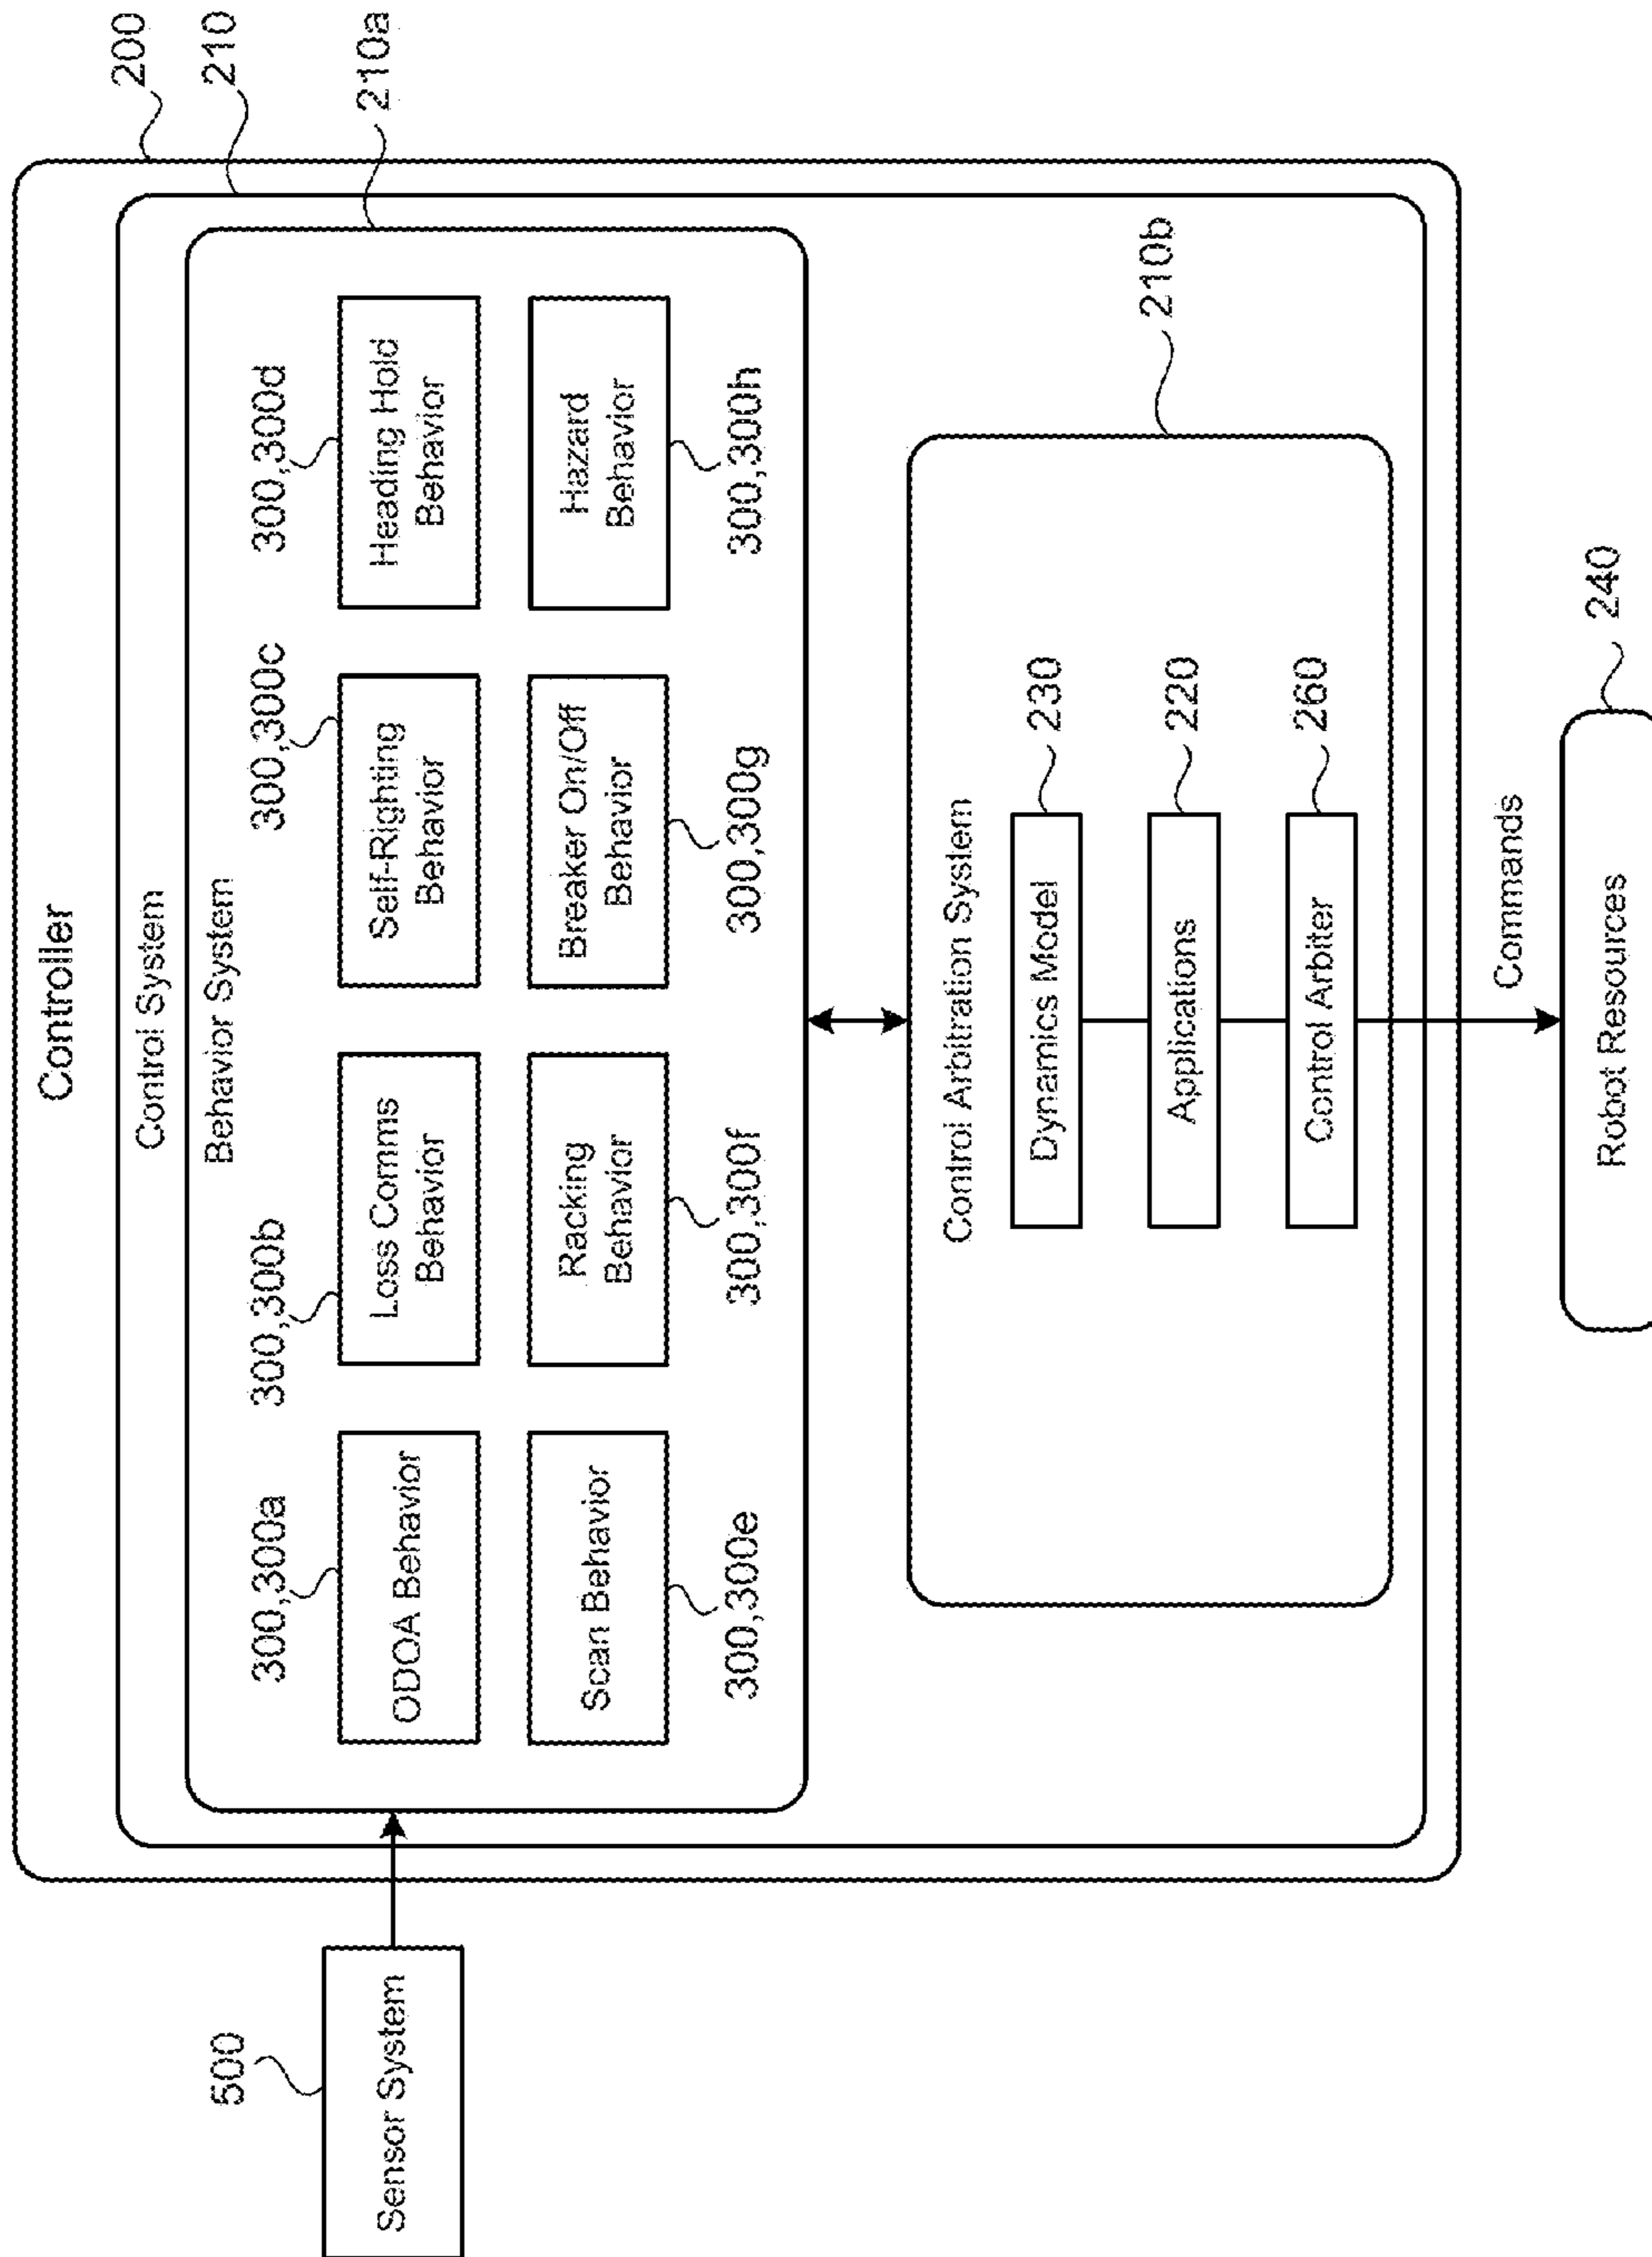 Controller
200
Control System
210
Behavior System
210a
300,300a
300,300b
300,300c
300,300d
ODOA Behavior
Loss Comms
Behavior
Self-Righting
Behavior
Heading Hold
Behavior
Scan Behavior
Racking
Behavior
Breaker On/Off
Behavior
Hazard
Behavior
300,300e
300,300f
300,300g
300,300h
500
Sensor System
Control Arbitration System
210b
Dynamics Model
230
Applications
220
Control Arbiter
260
Commands
Robot Resources
240